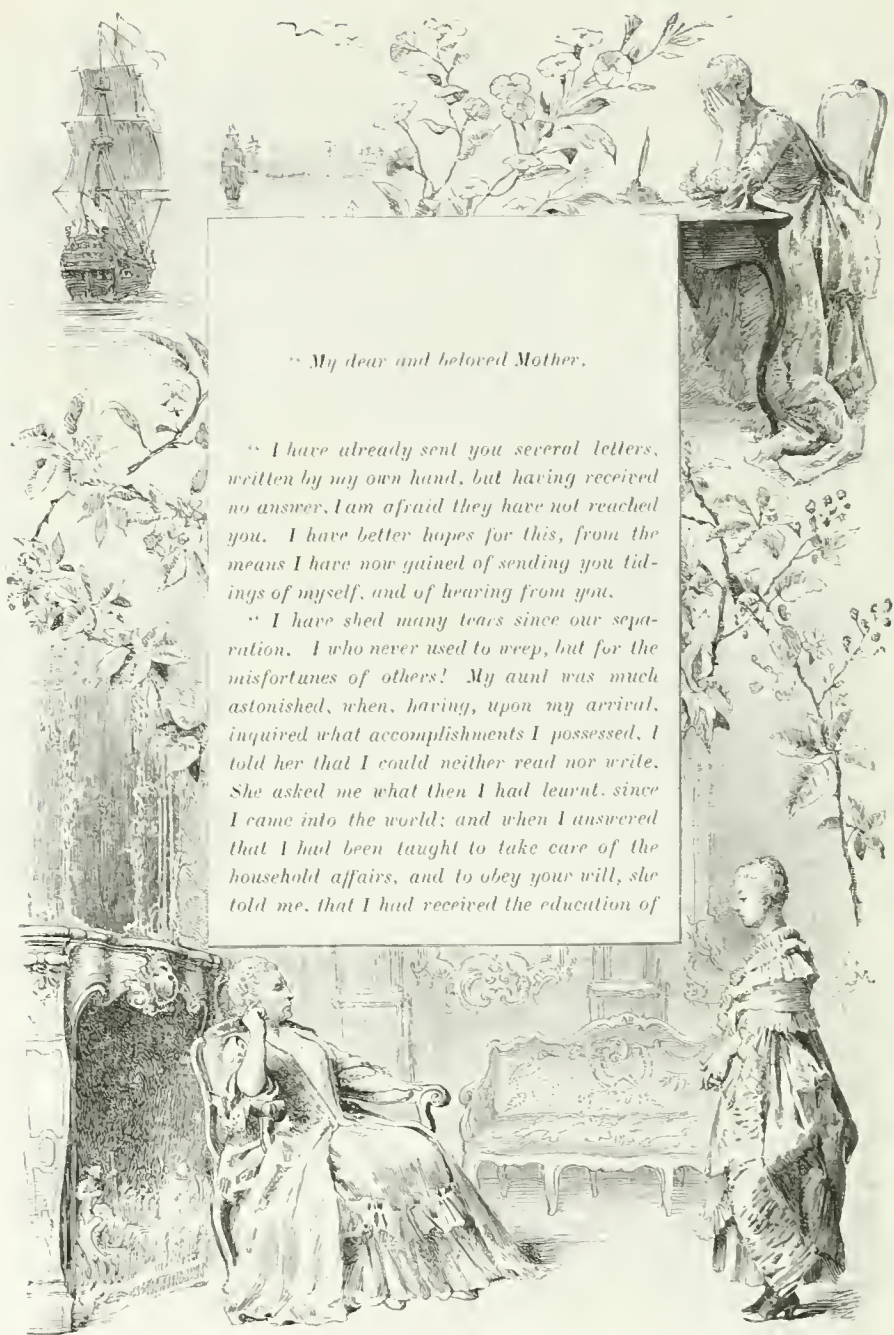 “ My dear and beloved Mother,
“ I have already sent you several letters,
written by my own hand, but having received
no answer, I am afraid they have not reached
you. I have better hopes for this, from the
means I have now gained of sending you tid-
ings of myself, and of hearing from you.
“ I have shed many tears since our sepa-
ration. I who never used to weep, but for the
misfortunes of others! My aunt was much
astonished, when, having, upon my arrival,
inquired what accomplishments I possessed, I
told her that I could neither read nor write.
She asked me what then I had learnt, since
I came into the world; and when I answered
that I had been taught to take care of the
household affairs, and to obey your will, she
told me, that I had received the education of